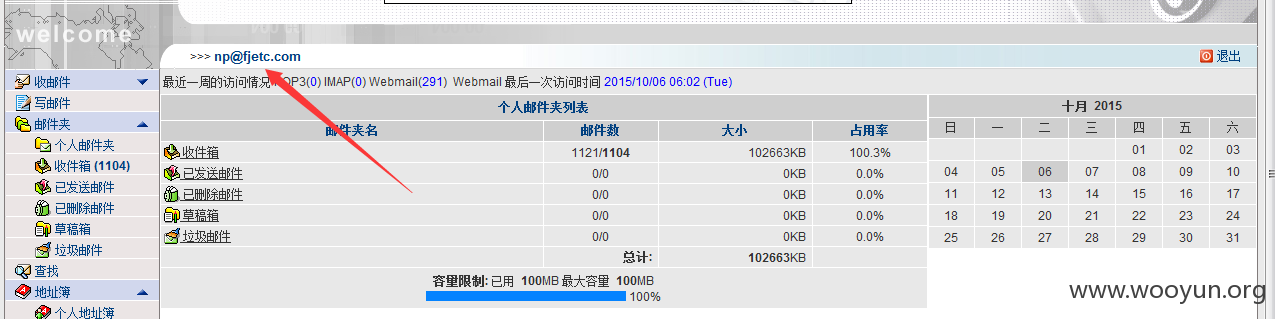 welcome
>>> np@fjetc.com
退出
最近一周的访问情况 POP3(0) IMAP(0) Webmail(291) Webmail 最后一次访问时间 2015/10/06 06:02 (Tue)
收邮件
写邮件
邮件夹
个人邮件夹
收件箱 (1104)
已发送邮件
已删除邮件
草稿箱
垃圾邮件
查找
地址簿
个人地址簿
个人邮件夹列表
邮件夹名 邮件数 大小 占用率
收件箱 1121/1104 102663KB 100.3%
已发送邮件 0/0 0KB 0.0%
已删除邮件 0/0 0KB 0.0%
草稿箱 0/0 0KB 0.0%
垃圾邮件 0/0 0KB 0.0%
总计: 102663KB
容量限制: 已用 100MB 最大容量 100MB
100%
十月 2015
日 一 二 三 四 五 六
01 02 03
04 05 06 07 08 09 10
11 12 13 14 15 16 17
18 19 20 21 22 23 24
25 26 27 28 29 30 31
www.wooyun.org